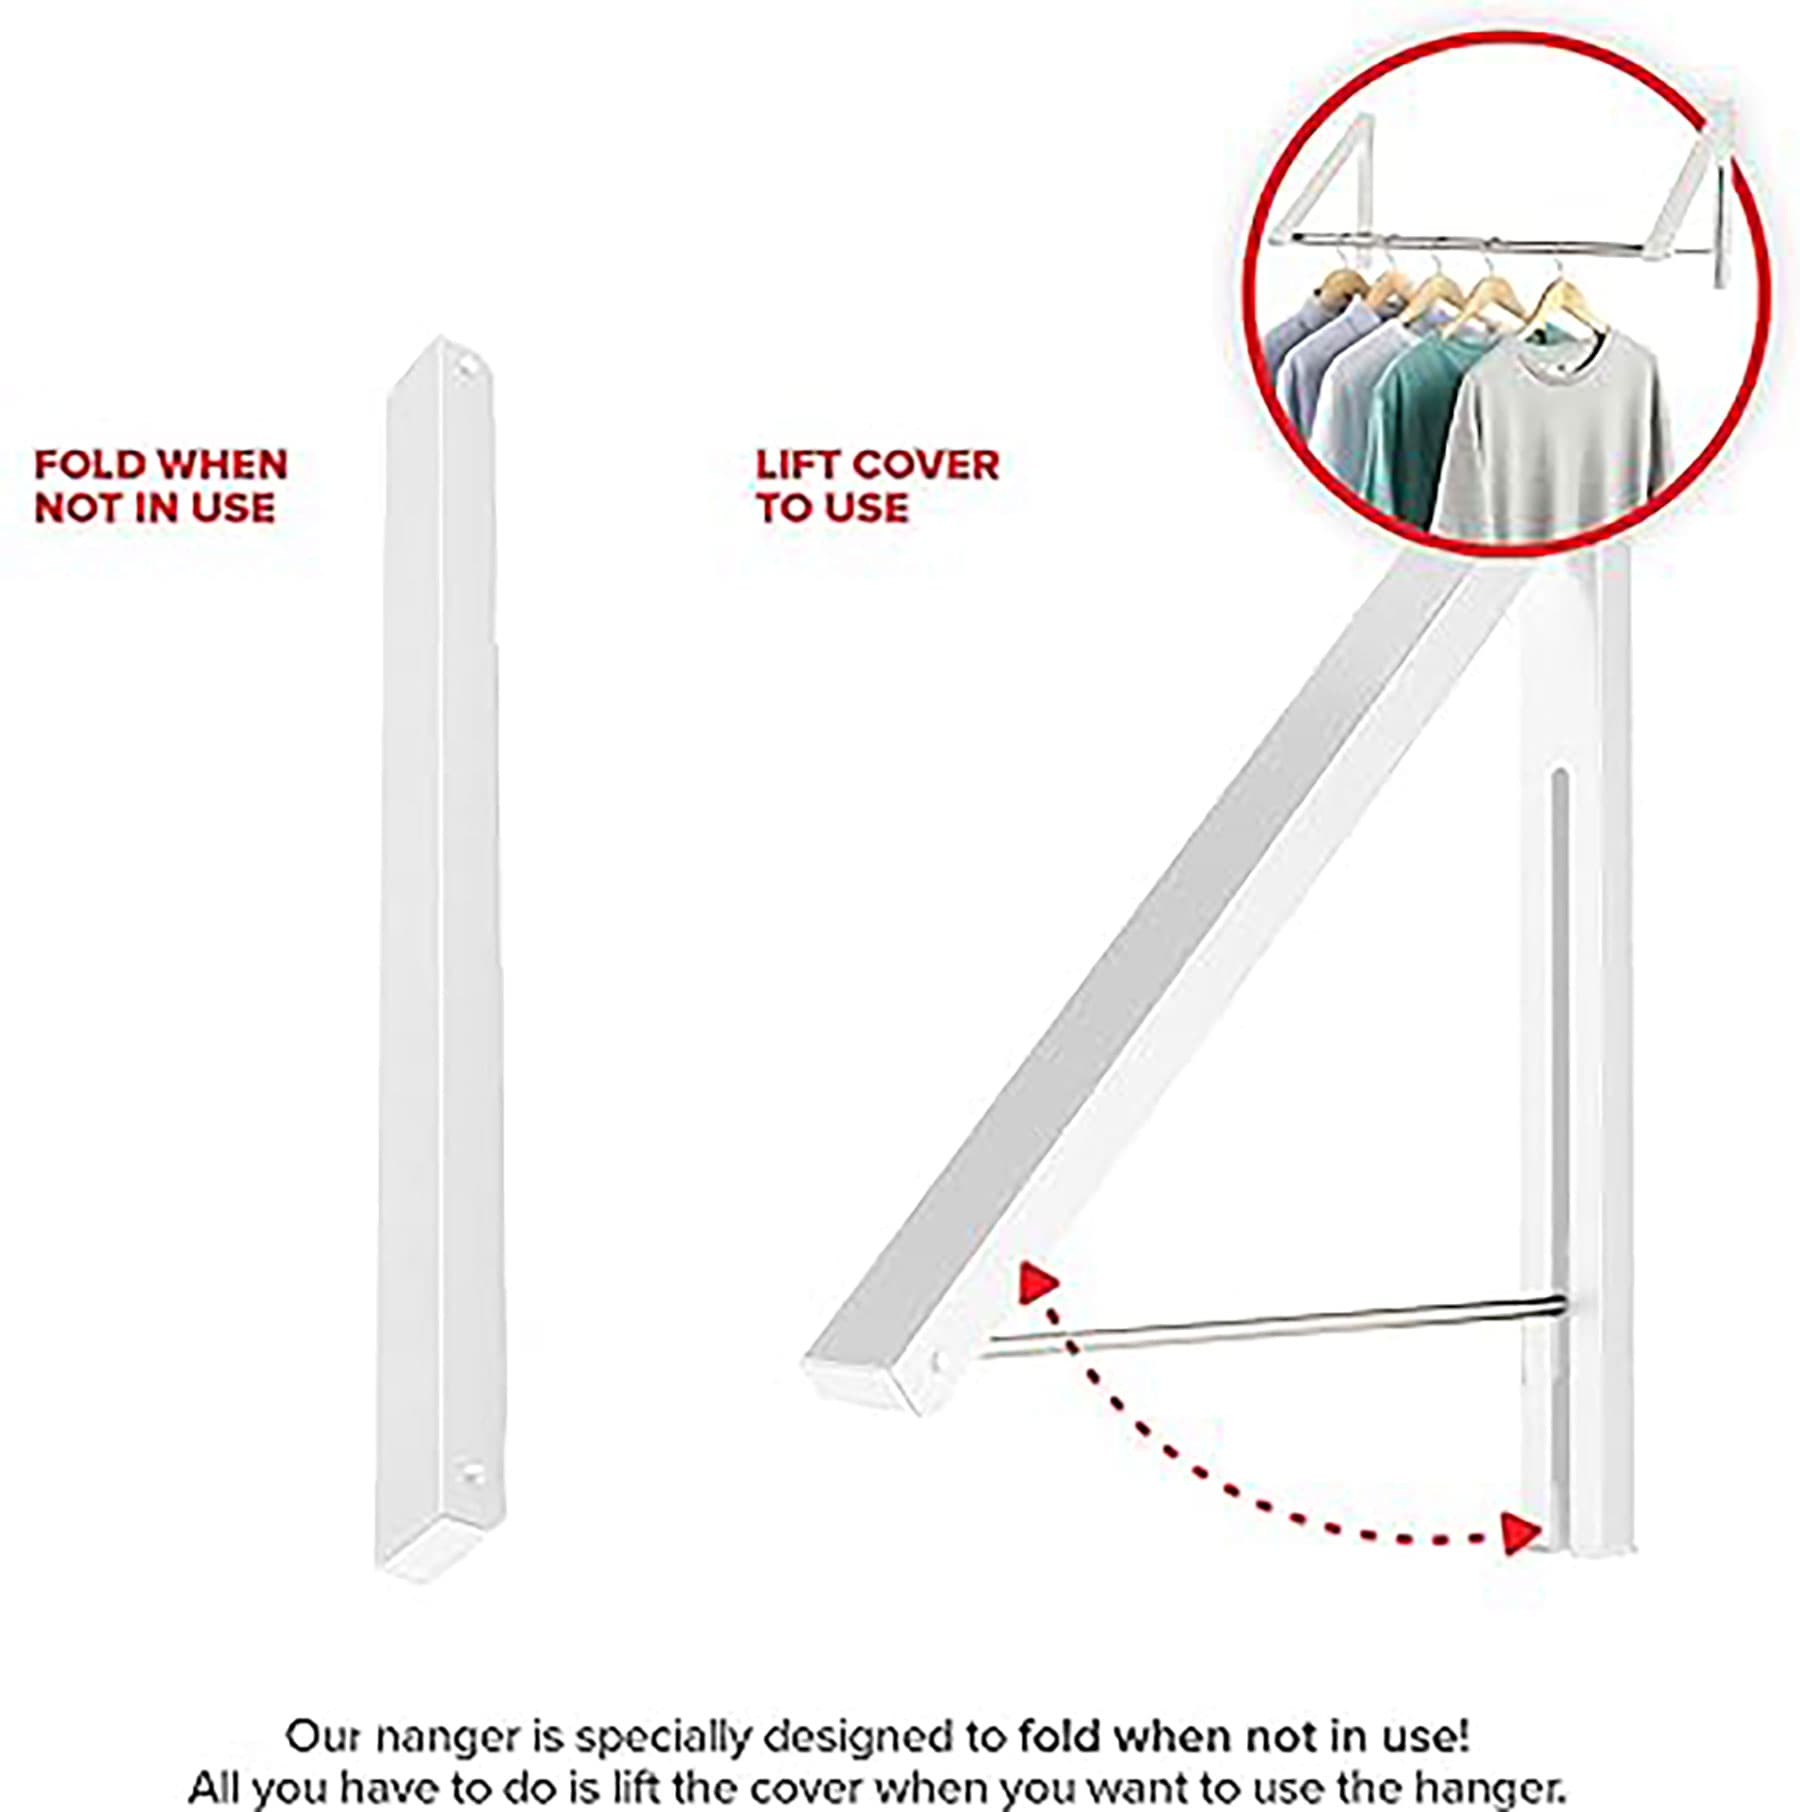 FOLD WHEN
NOT IN USE
LIFT COVER
TO USE
Our hanger is specially designed to fold when not in use!
All you have to do is lift the cover when you want to use the hanger.